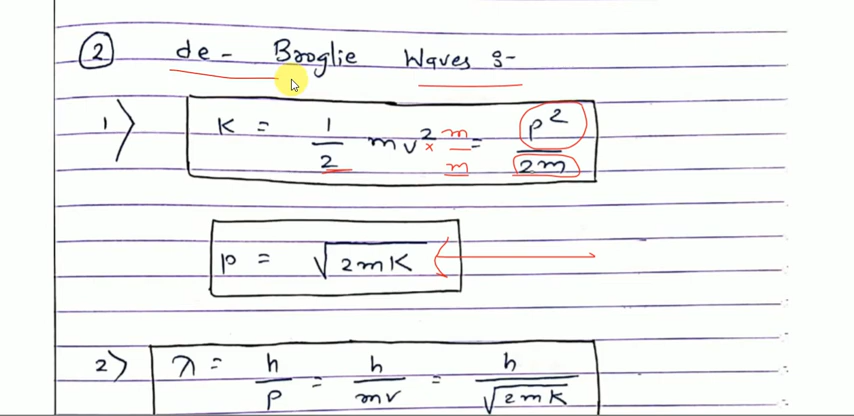 2 de- Broglie Waves :-
1) K = 1/2 mv² × m/m = p²/2m
p = √2mK
2) λ = h/p = h/mv = h/√2mK